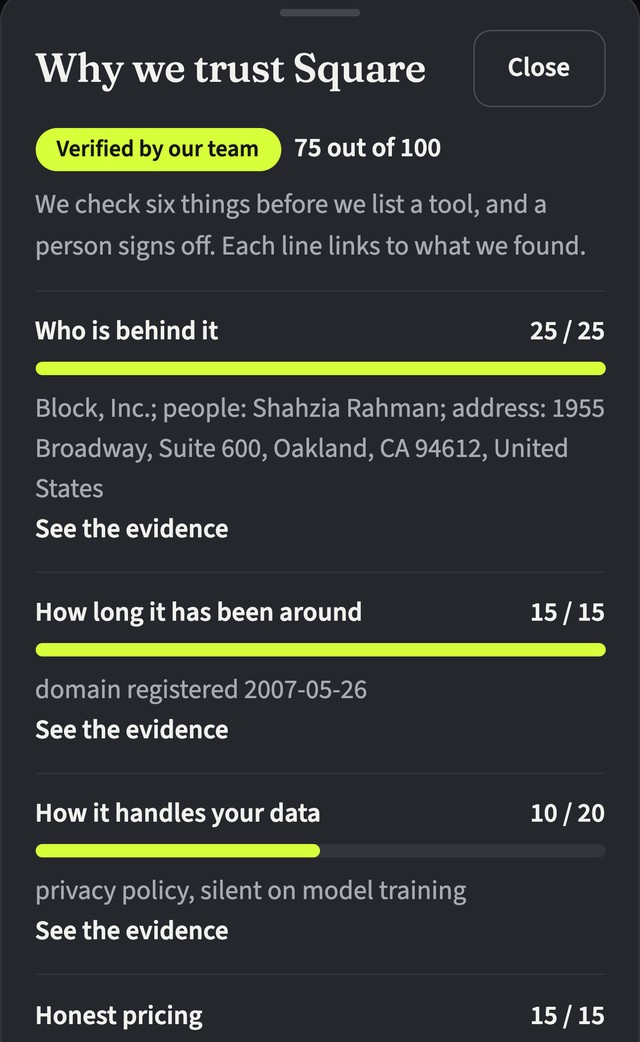 Why we trust Square
Close
Verified by our team
75 out of 100
We check six things before we list a tool, and a
person signs off. Each line links to what we found.
Who is behind it
25 / 25
Block, Inc.; people: Shahzia Rahman; address: 1955
Broadway, Suite 600, Oakland, CA 94612, United
States
See the evidence
How long it has been around
15 / 15
domain registered 2007-05-26
See the evidence
How it handles your data
10 / 20
privacy policy, silent on model training
See the evidence
Honest pricing
15 / 15